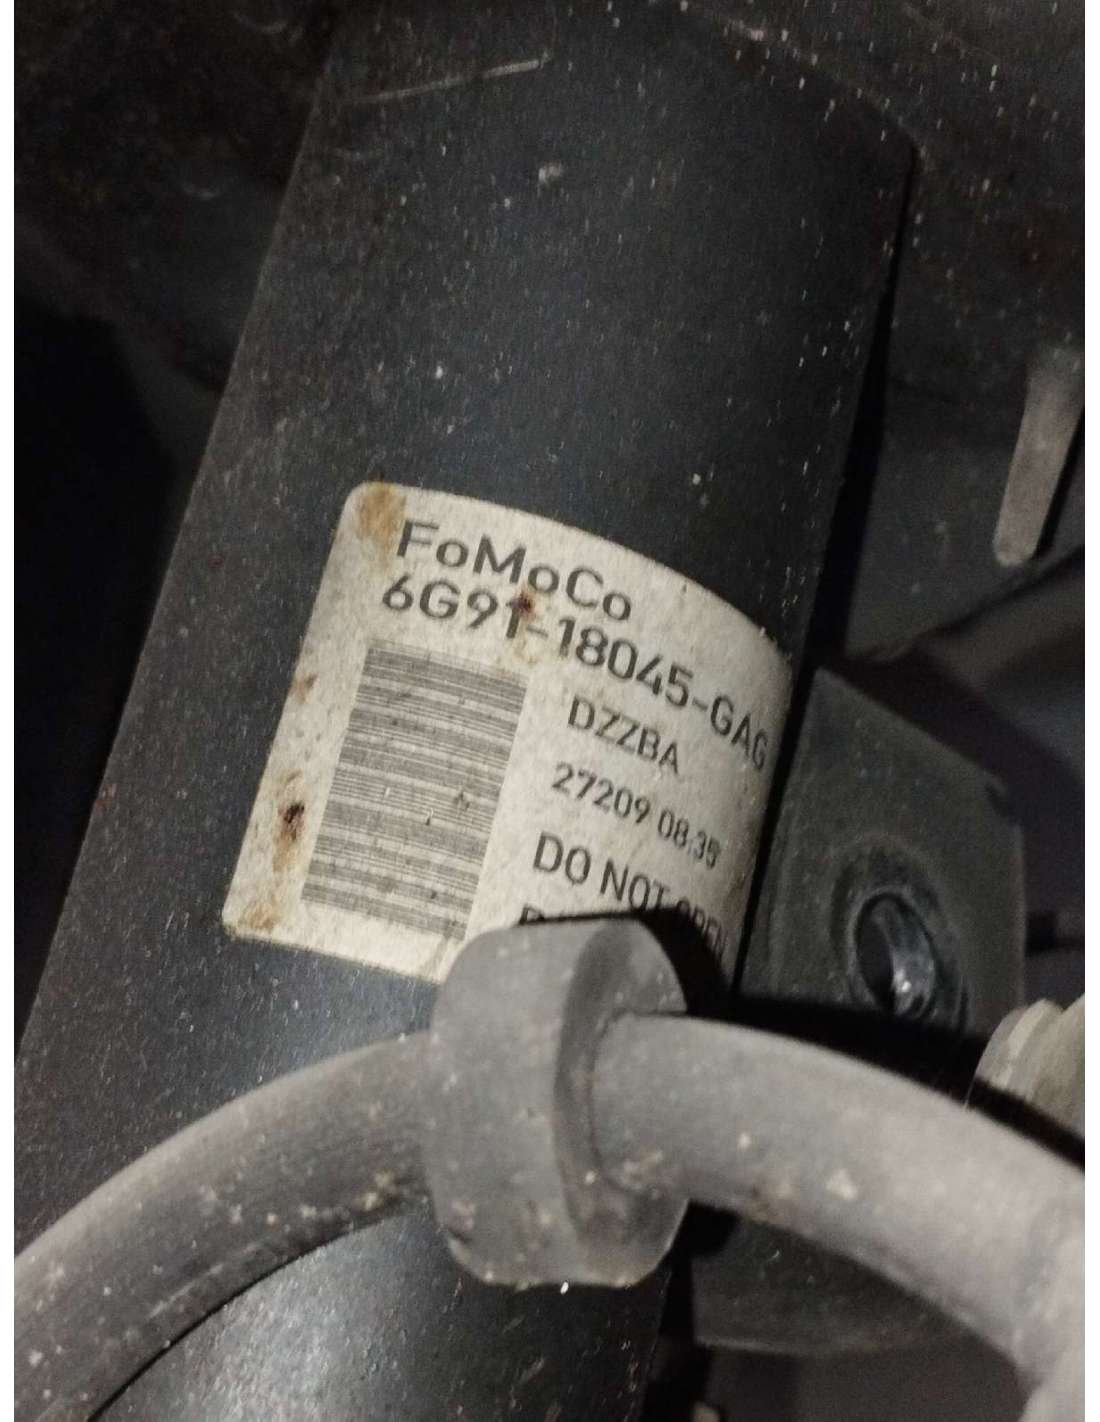 FoMoCo
6G91-18045-GAG
DZZBA
27209 08:35
DO NOT OPEN